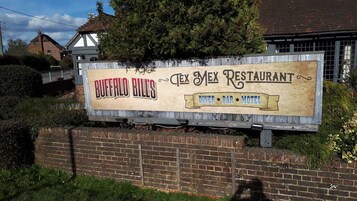 BUFFALO BILL'S
TEX MEX RESTAURANT
DINER • BAR • MOTEL